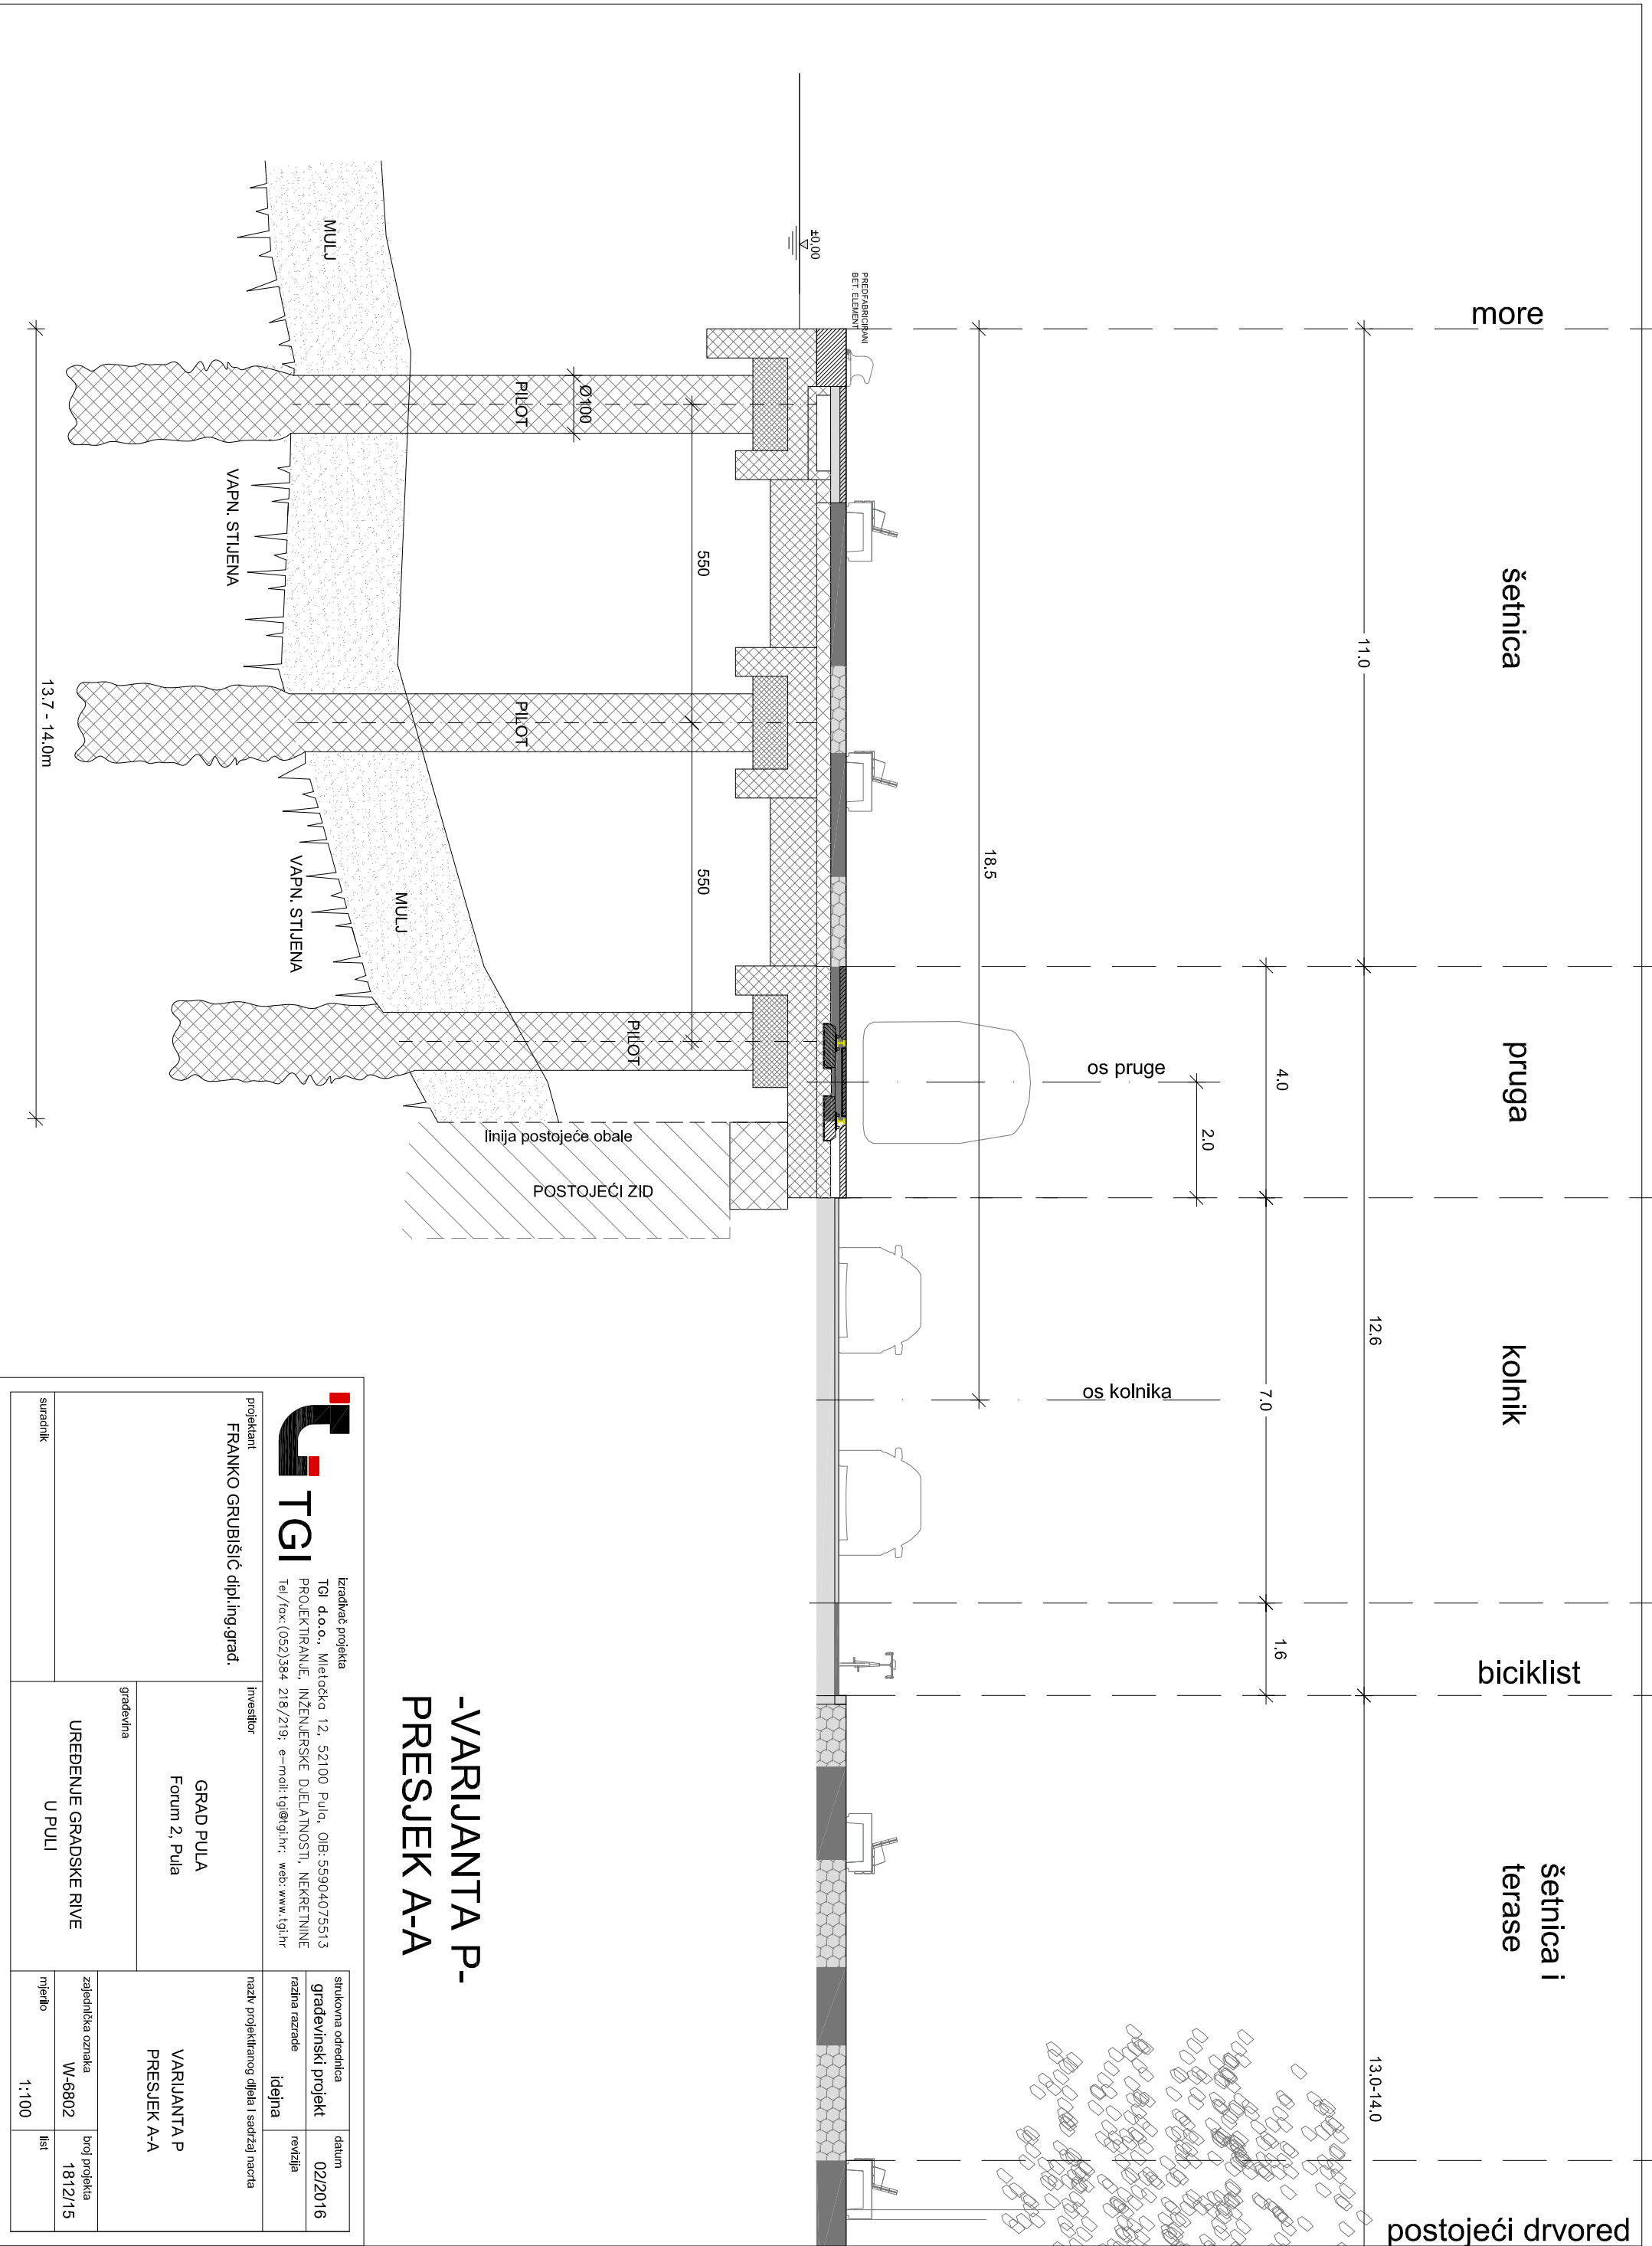 more
šetnica
pruga
kolnik
biciklist
šetnica i
terase
postojeći drvored
11,0
12,6
13,0-14,0
4.0
7,0
1,6
2.0
18,5
os pruge
os kolnika
PREDFABRICIRANI
BET. ELEMENT
±0,00
550
550
Ø100
PILOT
PILOT
PILOT
MULJ
MULJ
VAPN. STIJENA
VAPN. STIJENA
linija postojeće obale
POSTOJEĆI ZID
13.7 - 14.0m
-VARIJANTA P-
PRESJEK A-A
TGI
izrađivač projekta
TGI d.o.o., Mletačka 12, 52100 Pula, OIB:55904075513
PROJEKTIRANJE, INŽENJERSKE DJELATNOSTI, NEKRETNINE
Tel/fax:(052)384 218/219; e-mail:tgi@tgi.hr; web:www.tgi.hr
strukovna odrednica
građevinski projekt
datum
02/2016
razina razrade
idejna
revizija
projektant
FRANKO GRUBIŠIĆ dipl.ing.građ.
investitor
GRAD PULA
Forum 2, Pula
naziv projektiranog dijela i sadržaj nacrta
VARIJANTA P
PRESJEK A-A
suradnik
građevina
UREĐENJE GRADSKE RIVE
U PULI
zajednička oznaka
W-6802
broj projekta
1812/15
mjerilo
1:100
list